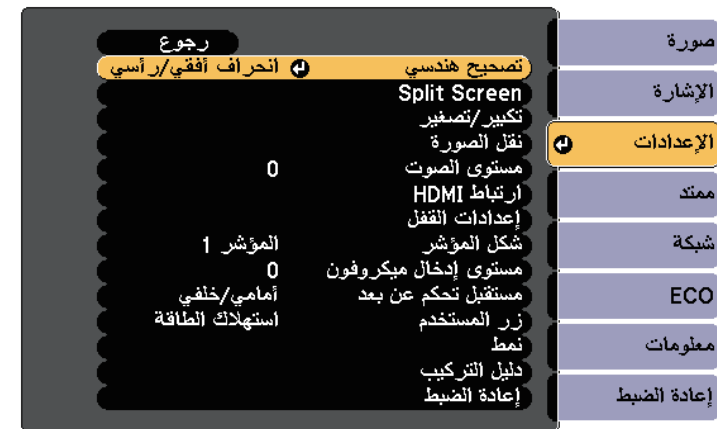 صورة
الإشارة
الإعدادات
ممتد
شبكة
ECO
معلومات
إعادة الضبط
رجوع
تصحيح هندسي انحراف أفقي/رأسي
Split Screen
تكبير/تصغير
نقل الصورة
مستوى الصوت 0
ارتباط HDMI
إعدادات القفل
شكل المؤشر المؤشر 1
مستوى إدخال ميكروفون 0
مستقبل تحكم عن بعد أمامي/خلفي
زر المستخدم استهلاك الطاقة
نمط
دليل التركيب
إعادة الضبط